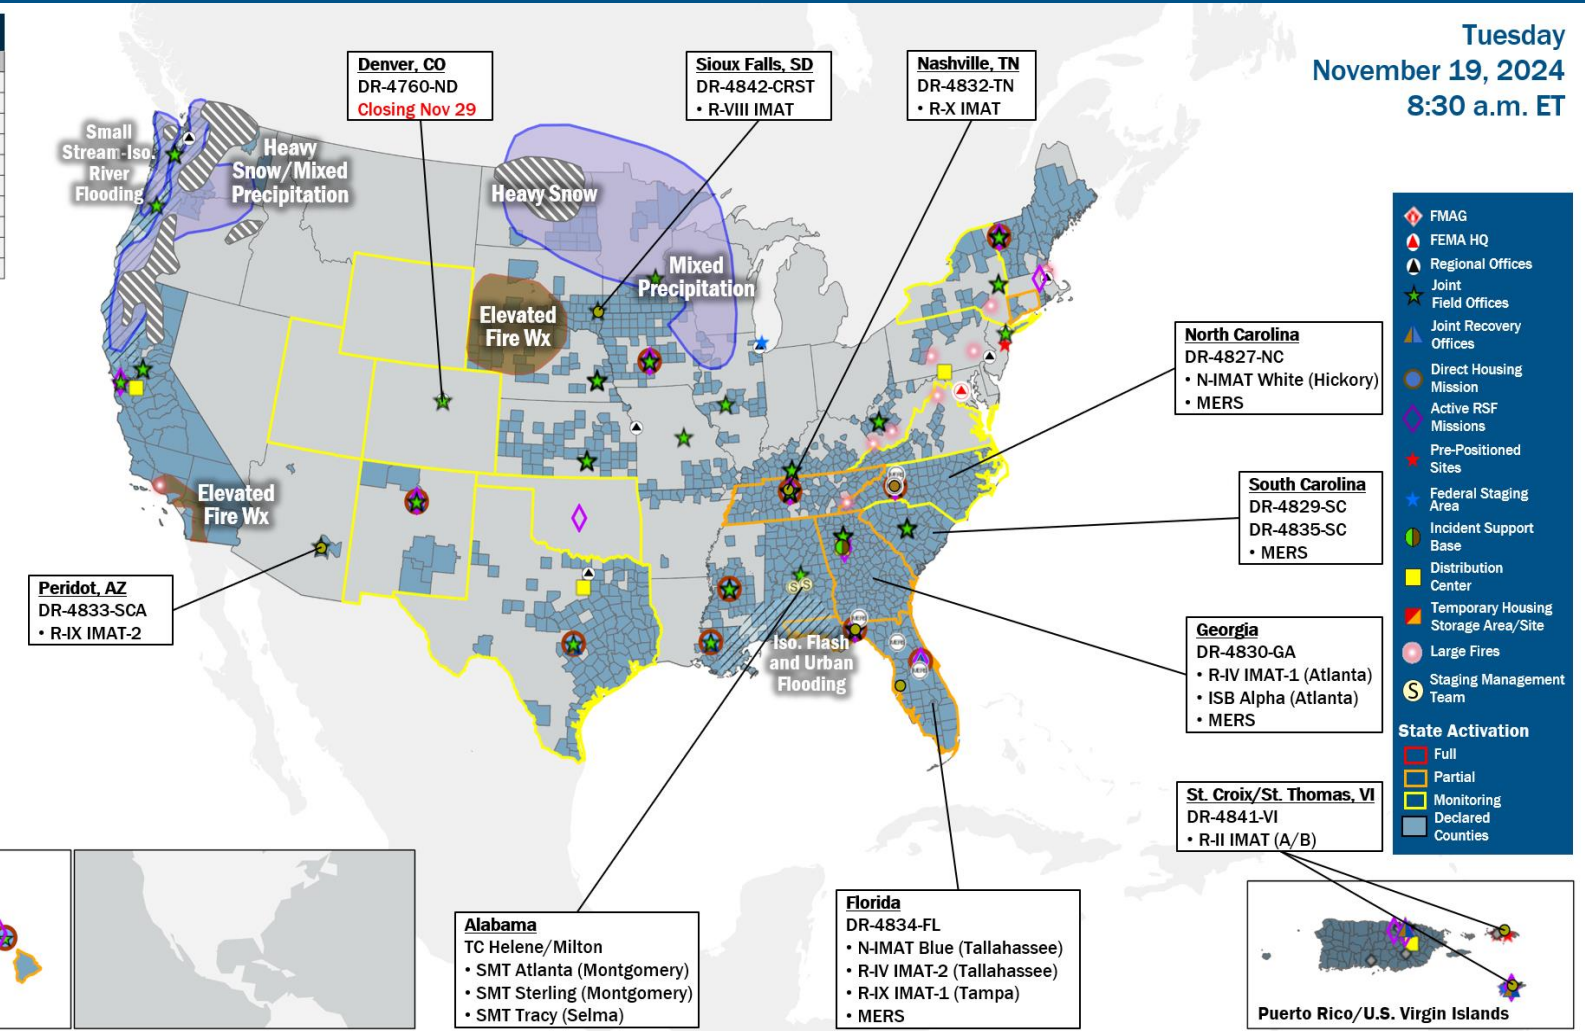 Tuesday
November 19, 2024
8:30 a.m. ET
Denver, CO
DR-4760-ND
Closing Nov 29
Sioux Falls, SD
DR-4842-CRST
• R-VIII IMAT
Nashville, TN
DR-4832-TN
• R-X IMAT
Small
Stream-Iso.
River
Flooding
Heavy
Snow/Mixed
Precipitation
Heavy Snow
Mixed
Precipitation
Elevated
Fire Wx
Elevated
Fire Wx
Iso. Flash
and Urban
Flooding
North Carolina
DR-4827-NC
• N-IMAT White (Hickory)
• MERS
South Carolina
DR-4829-SC
DR-4835-SC
• MERS
Peridot, AZ
DR-4833-SCA
• R-IX IMAT-2
Georgia
DR-4830-GA
• R-IV IMAT-1 (Atlanta)
• ISB Alpha (Atlanta)
• MERS
St. Croix/St. Thomas, VI
DR-4841-VI
• R-II IMAT (A/B)
Alabama
TC Helene/Milton
• SMT Atlanta (Montgomery)
• SMT Sterling (Montgomery)
• SMT Tracy (Selma)
Florida
DR-4834-FL
• N-IMAT Blue (Tallahassee)
• R-IV IMAT-2 (Tallahassee)
• R-IX IMAT-1 (Tampa)
• MERS
MERS
MERS
MERS
MERS
S S
Puerto Rico/U.S. Virgin Islands
FMAG
FEMA HQ
Regional Offices
Joint
Field Offices
Joint Recovery
Offices
Direct Housing
Mission
Active RSF
Missions
Pre-Positioned
Sites
Federal Staging
Area
Incident Support
Base
Distribution
Center
Temporary Housing
Storage Area/Site
Large Fires
S
Staging Management
Team
State Activation
Full
Partial
Monitoring
Declared
Counties